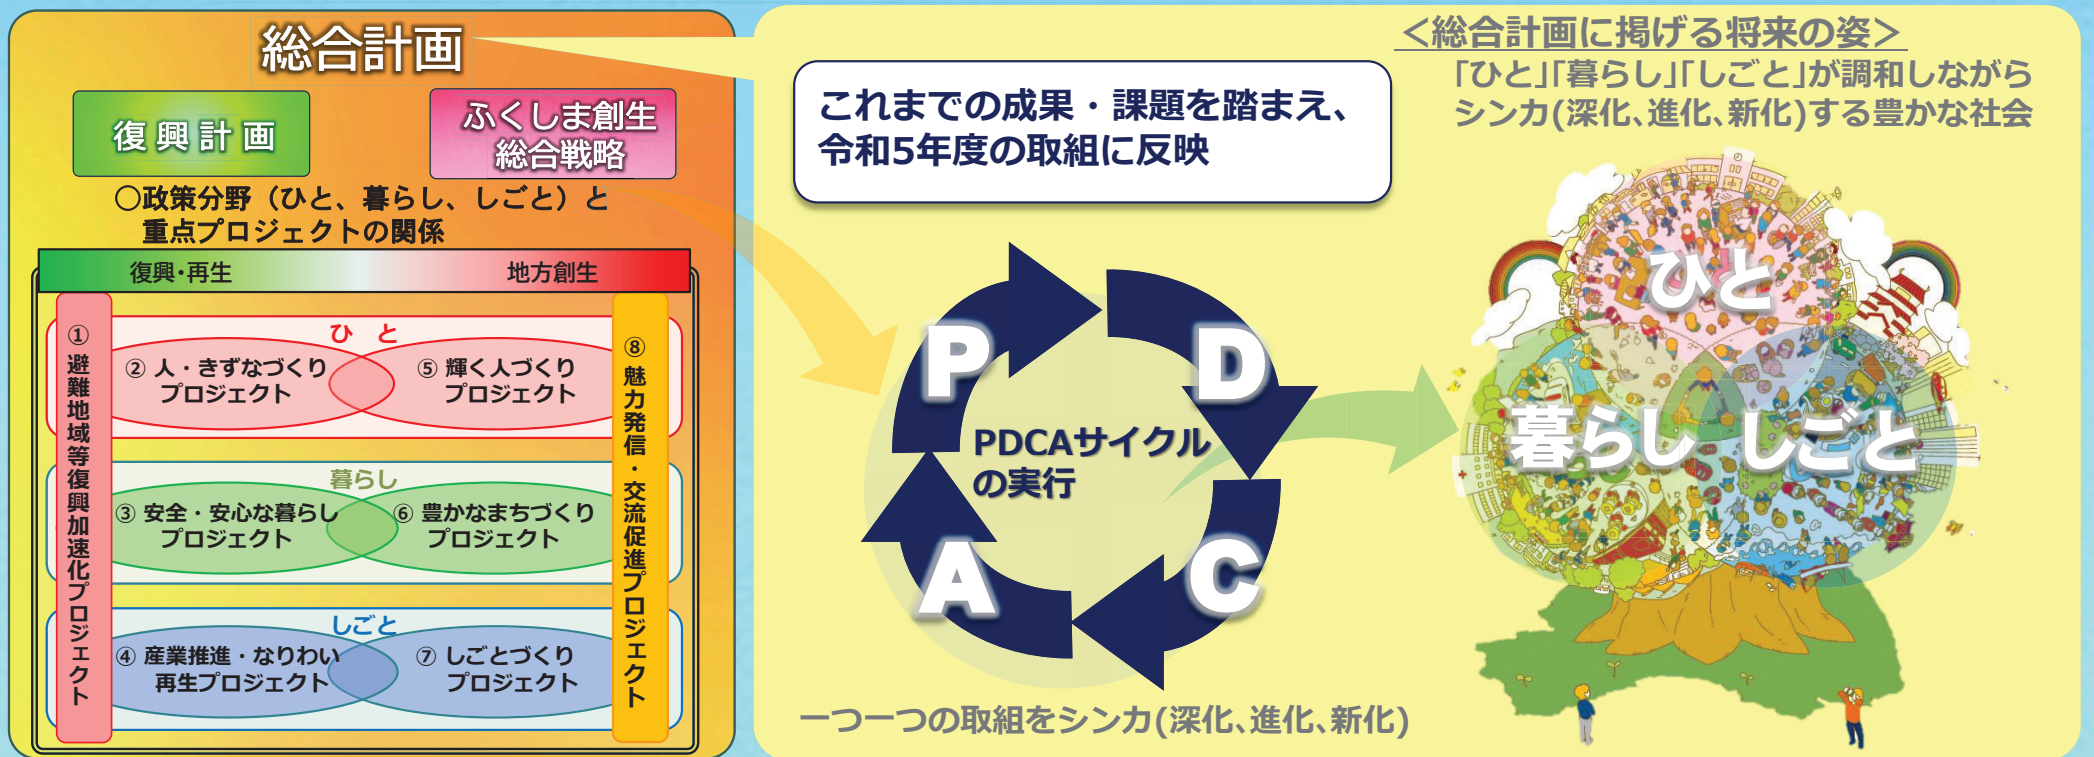 総合計画
復興計画
ふくしま創生
総合戦略
○政策分野（ひと、暮らし、しごと）と
重点プロジェクトの関係
復興・再生
地方創生
①避難地域等復興加速化プロジェクト
ひと
② 人・きずなづくり
プロジェクト
⑤ 輝く人づくり
プロジェクト
暮らし
③ 安全・安心な暮らし
プロジェクト
⑥ 豊かなまちづくり
プロジェクト
しごと
④ 産業推進・なりわい
再生プロジェクト
⑦ しごとづくり
プロジェクト
⑧魅力発信・交流促進プロジェクト
これまでの成果・課題を踏まえ、
令和5年度の取組に反映
P
D
PDCAサイクル
の実行
A
C
一つ一つの取組をシンカ(深化、進化、新化)
＜総合計画に掲げる将来の姿＞
「ひと」「暮らし」「しごと」が調和しながら
シンカ(深化、進化、新化)する豊かな社会
ひと
暮らし
しごと